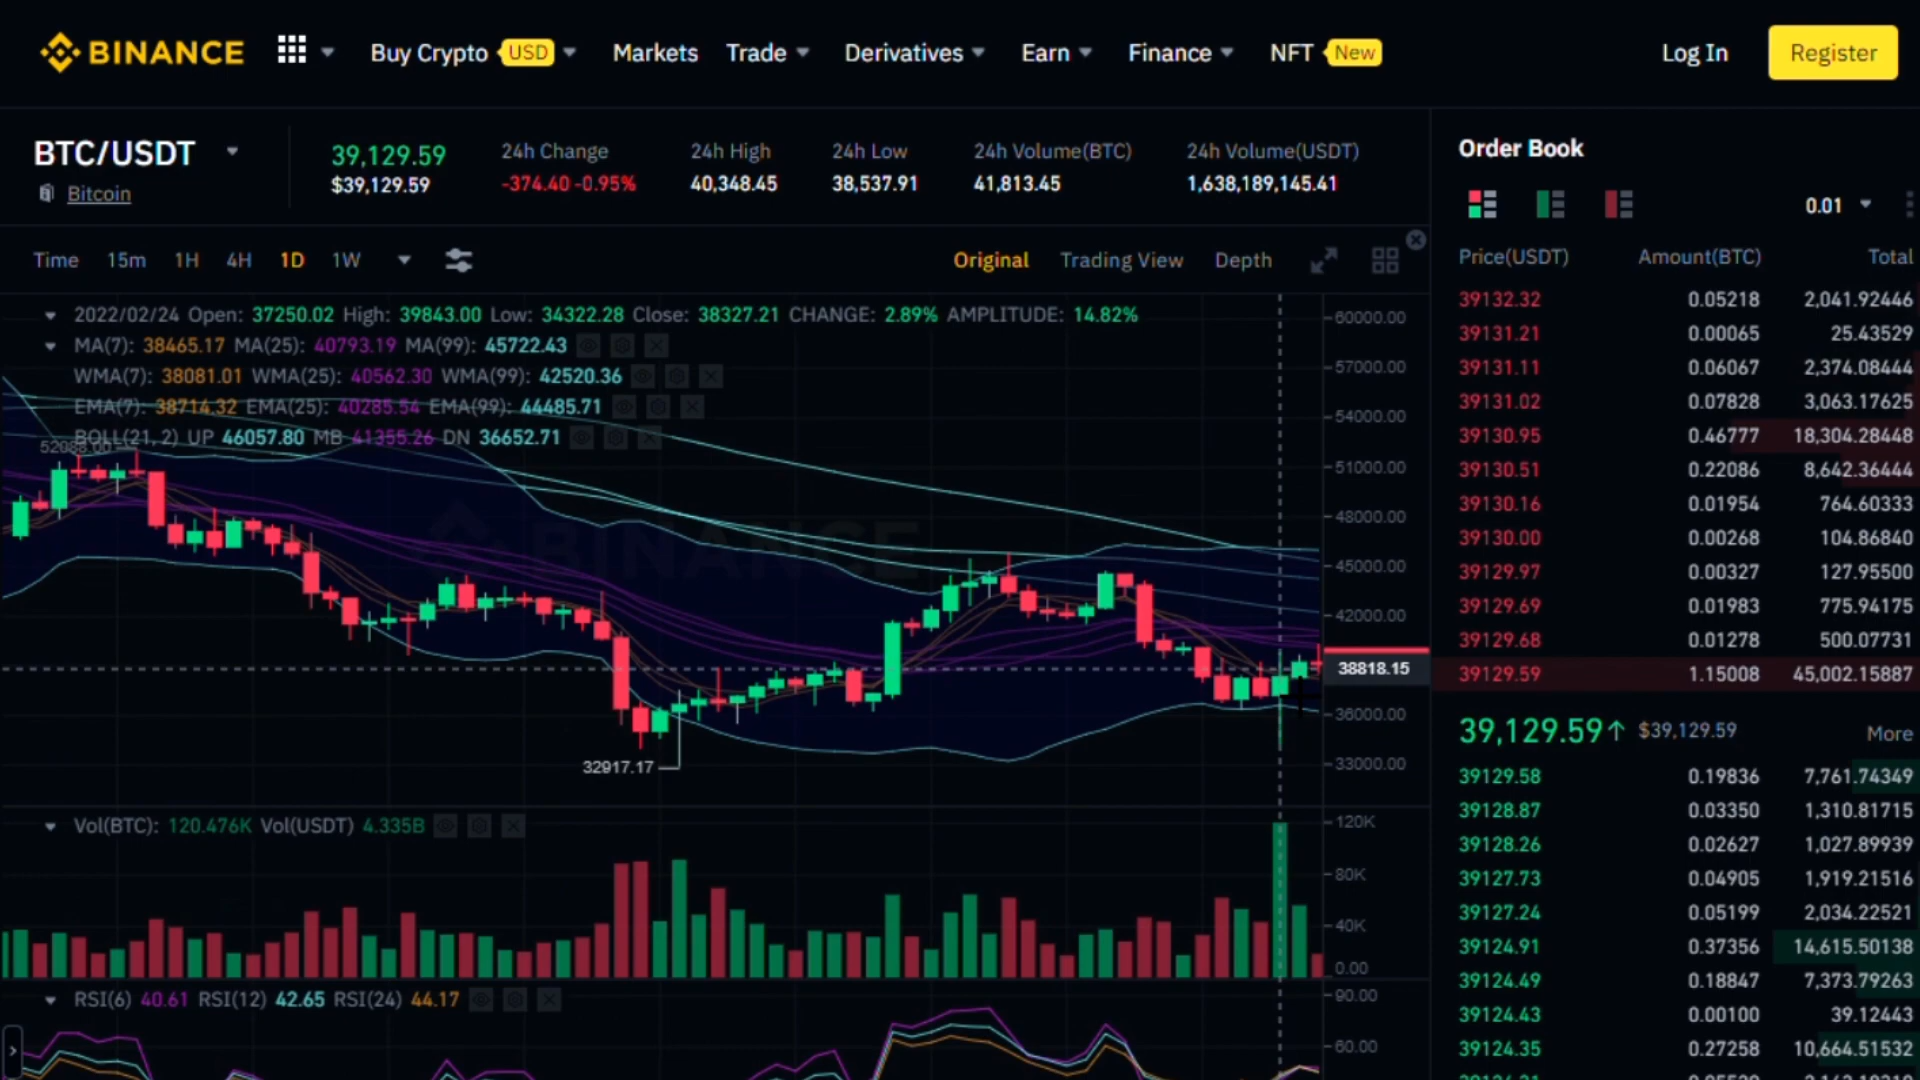 BINANCE
Buy Crypto USD Markets Trade Derivatives Earn Finance NFT New Log In Register
BTC/USDT
Bitcoin
39,129.59
$39,129.59
24h Change
-374.40 -0.95%
24h High
40,348.45
24h Low
38,537.91
24h Volume(BTC)
41,813.45
24h Volume(USDT)
1,638,189,145.41
Time 15m 1H 4H 1D 1W
Original Trading View Depth
2022/02/24 Open: 37250.02 High: 39843.00 Low: 34322.28 Close: 38327.21 CHANGE: 2.89% AMPLITUDE: 14.82%
MA(7): 38465.17 MA(25): 40793.19 MA(99): 45722.43
WMA(7): 38081.01 WMA(25): 40562.30 WMA(99): 42520.36
EMA(7): 38714.32 EMA(25): 40285.54 EMA(99): 44485.71
BOLL(21, 2) UP 46057.80 MB 41355.26 DN 36652.71
52088.00
BINANCE
32917.17
60000.00
57000.00
54000.00
51000.00
48000.00
45000.00
42000.00
38818.15
36000.00
33000.00
Vol(BTC): 120.476K Vol(USDT) 4.335B
120K
80K
40K
0.00
RSI(6) 40.61 RSI(12) 42.65 RSI(24) 44.17
90.00
60.00
Order Book
0.01
Price(USDT) Amount(BTC) Total
39132.32 0.05218 2,041.92446
39131.21 0.00065 25.43529
39131.11 0.06067 2,374.08444
39131.02 0.07828 3,063.17625
39130.95 0.46777 18,304.28448
39130.51 0.22086 8,642.36444
39130.16 0.01954 764.60333
39130.00 0.00268 104.86840
39129.97 0.00327 127.95500
39129.69 0.01983 775.94175
39129.68 0.01278 500.07731
39129.59 1.15008 45,002.15887
39,129.59↑ $39,129.59 More
39129.58 0.19836 7,761.74349
39128.87 0.03350 1,310.81715
39128.26 0.02627 1,027.89939
39127.73 0.04905 1,919.21516
39127.24 0.05199 2,034.22521
39124.91 0.37356 14,615.50138
39124.49 0.18847 7,373.79263
39124.43 0.00100 39.12443
39124.35 0.27258 10,664.51532